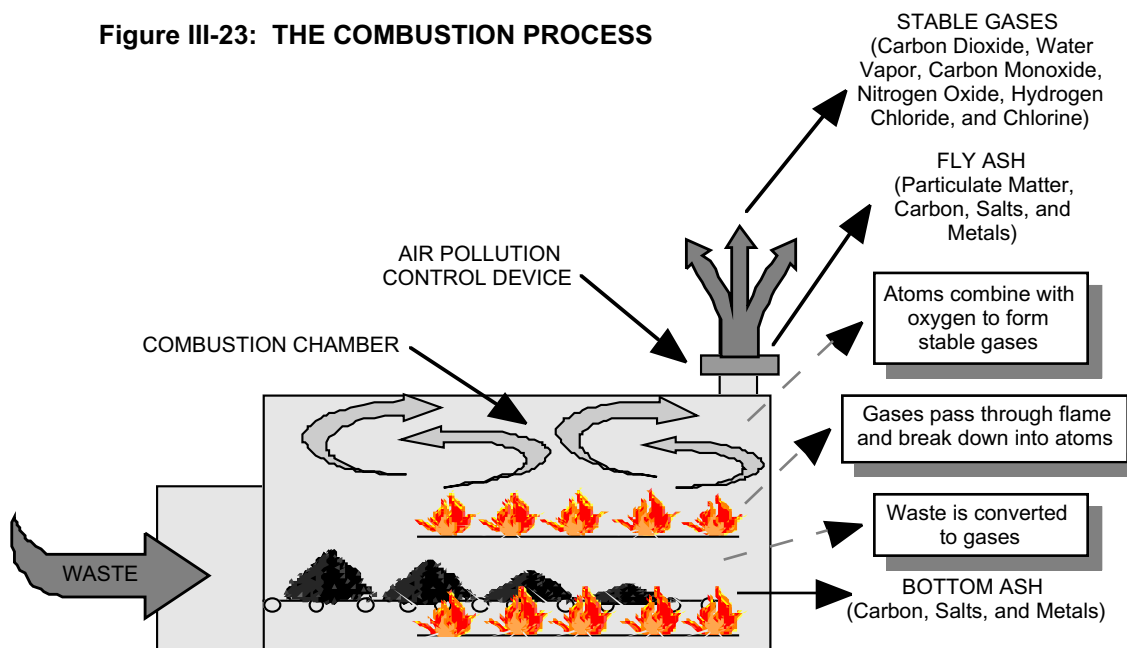 Figure III-23: THE COMBUSTION PROCESS
STABLE GASES
(Carbon Dioxide, Water
Vapor, Carbon Monoxide,
Nitrogen Oxide, Hydrogen
Chloride, and Chlorine)
FLY ASH
(Particulate Matter,
Carbon, Salts, and
Metals)
AIR POLLUTION
CONTROL DEVICE
COMBUSTION CHAMBER
Atoms combine with
oxygen to form
stable gases
Gases pass through flame
and break down into atoms
Waste is converted
to gases
WASTE
BOTTOM ASH
(Carbon, Salts, and Metals)